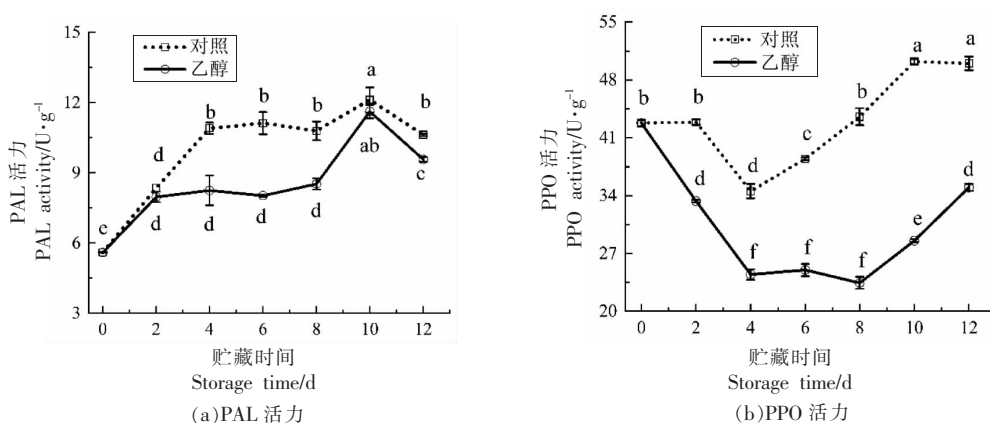 15
12
9
6
3
PAL 活力
PAL activity/U·g⁻¹
对照
乙醇
e
d
d
b
d
b
d
b
d
a
ab
b
c
0 2 4 6 8 10 12
贮藏时间
Storage time/d
(a)PAL 活力
55
48
41
34
27
20
PPO 活力
PPO activity/U·g⁻¹
对照
乙醇
b
b
d
d
f
c
f
b
f
a
e
a
d
0 2 4 6 8 10 12
贮藏时间
Storage time/d
(b)PPO 活力